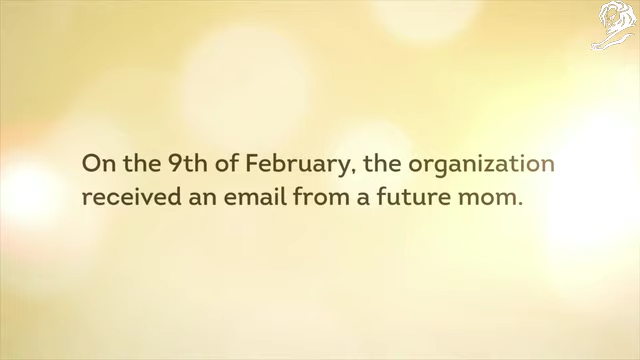 On the 9th of February, the organization
received an email from a future mom.